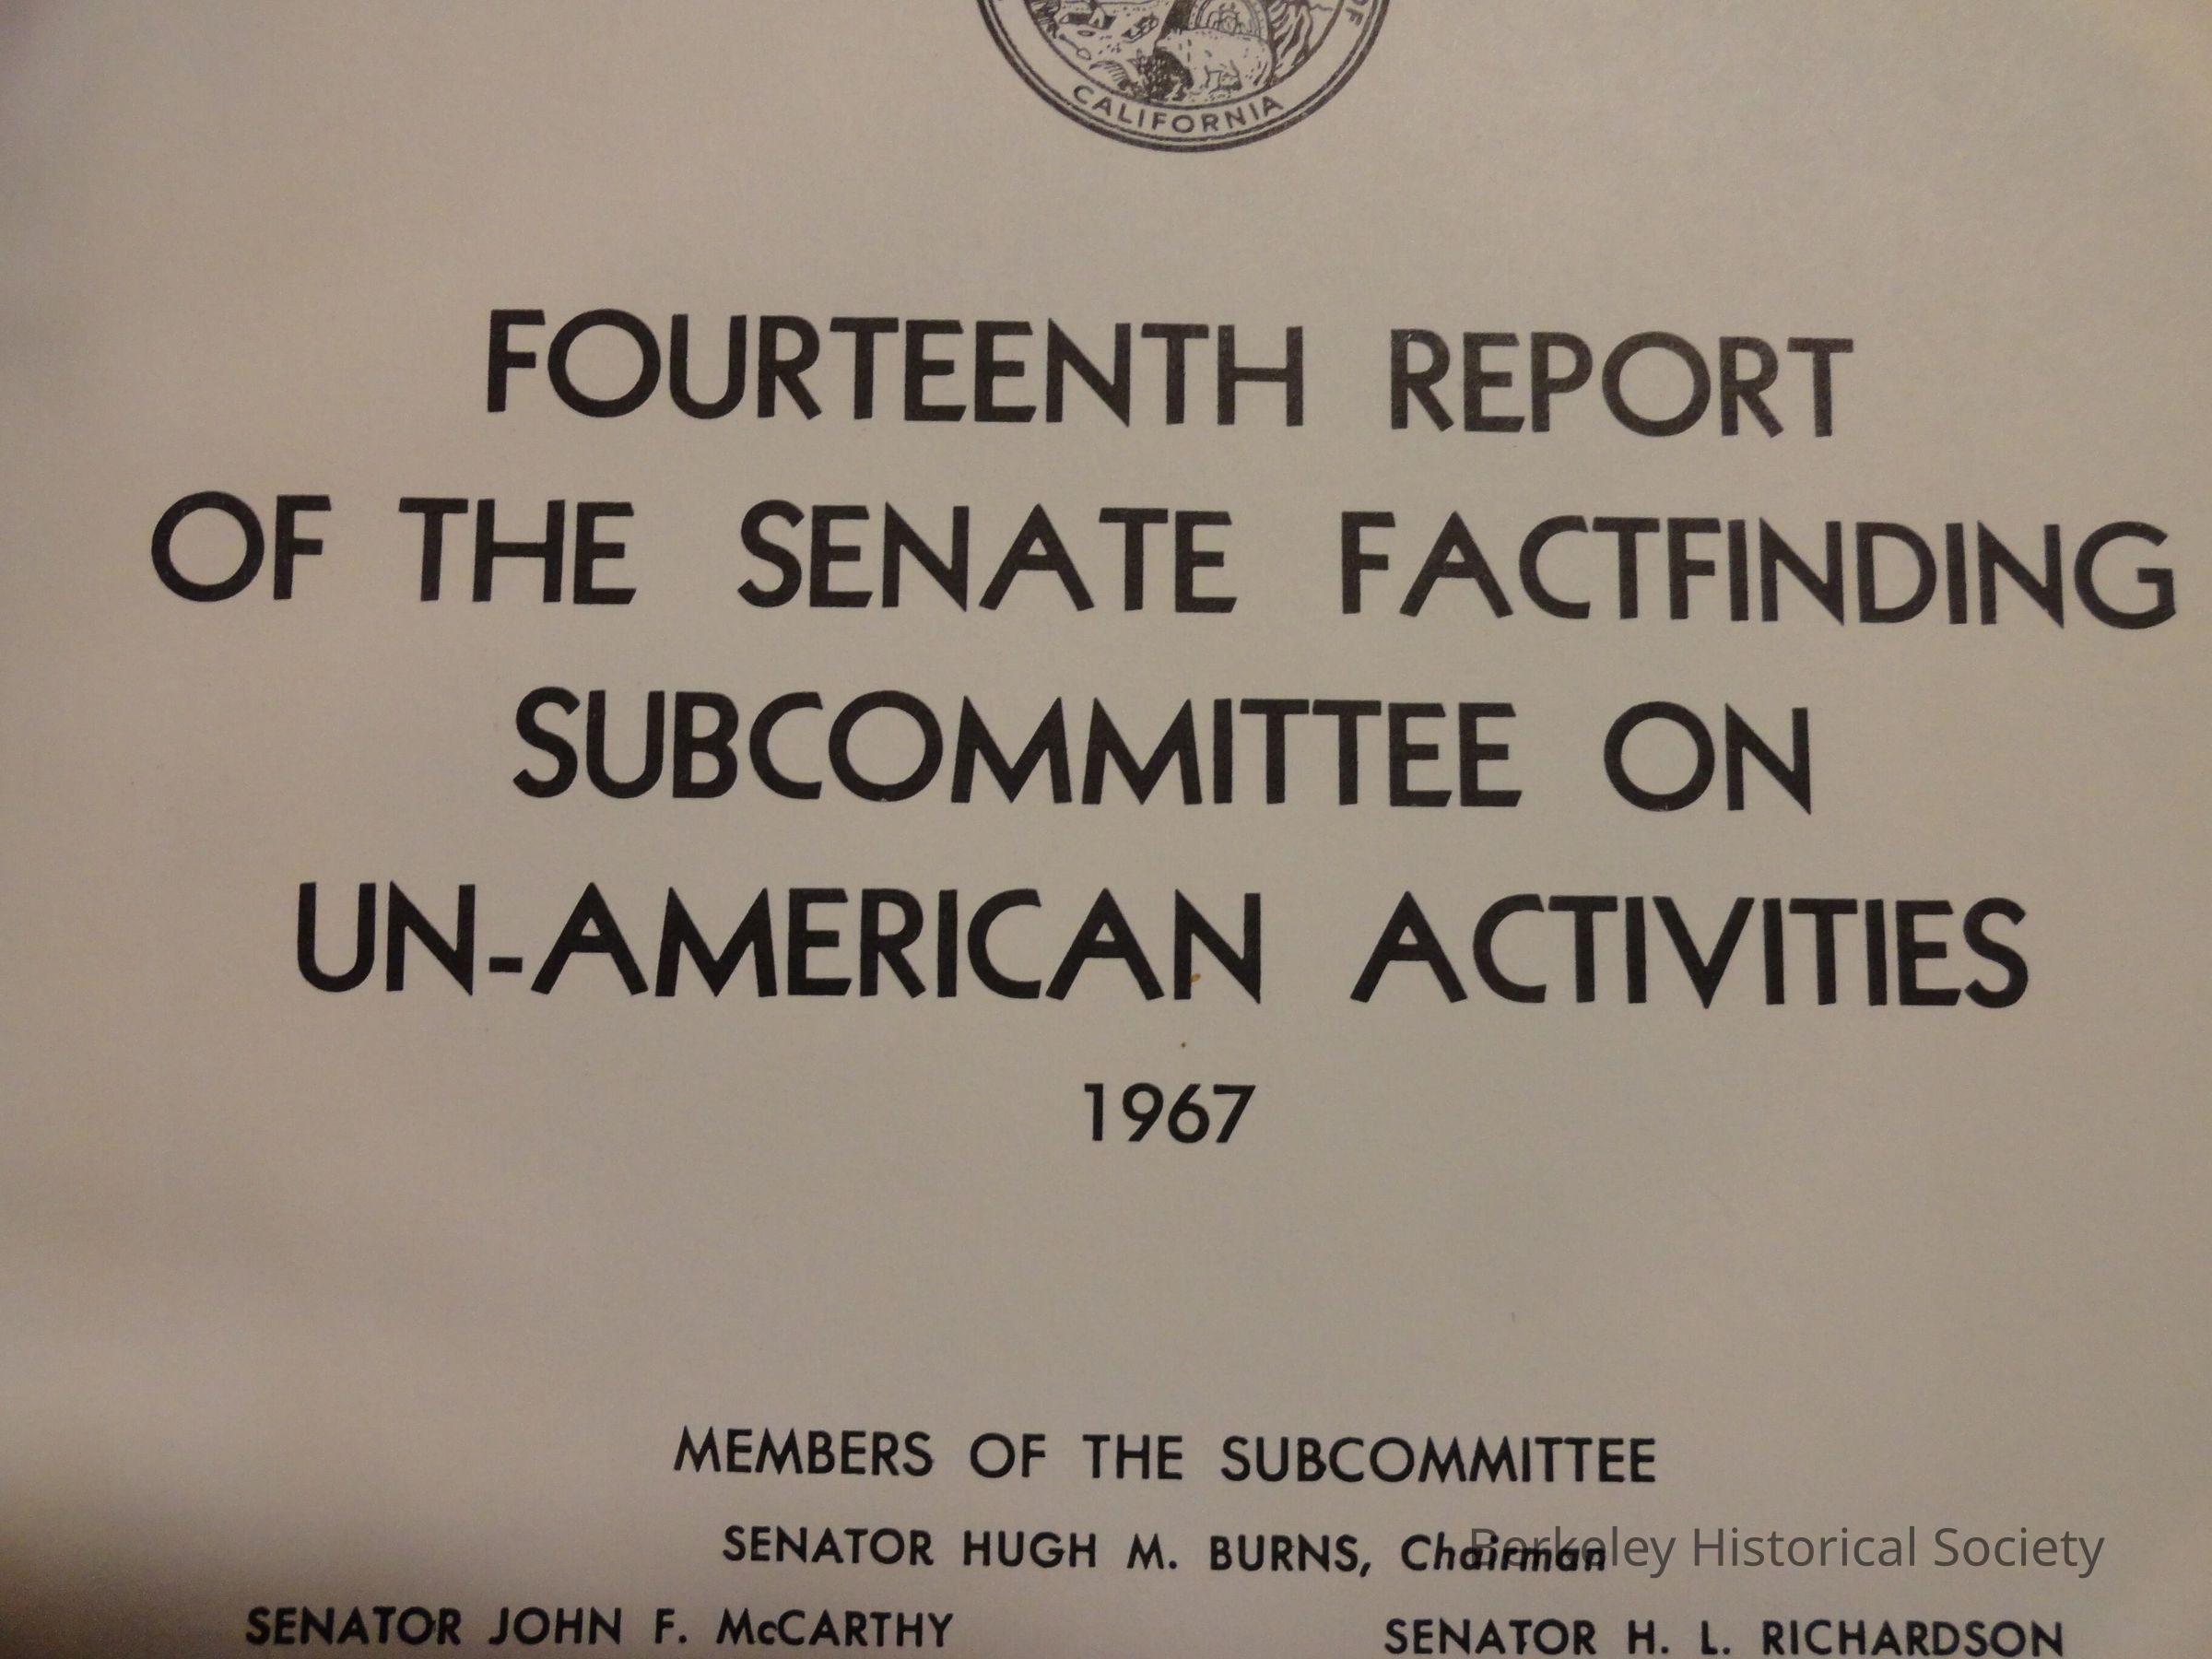 OF
CALIFORNIA
FOURTEENTH REPORT
OF THE SENATE FACTFINDING
SUBCOMMITTEE ON
UN-AMERICAN ACTIVITIES
1967
MEMBERS OF THE SUBCOMMITTEE
SENATOR HUGH M. BURNS, Chairman
Berkeley Historical Society
SENATOR JOHN F. McCARTHY SENATOR H. L. RICHARDSON